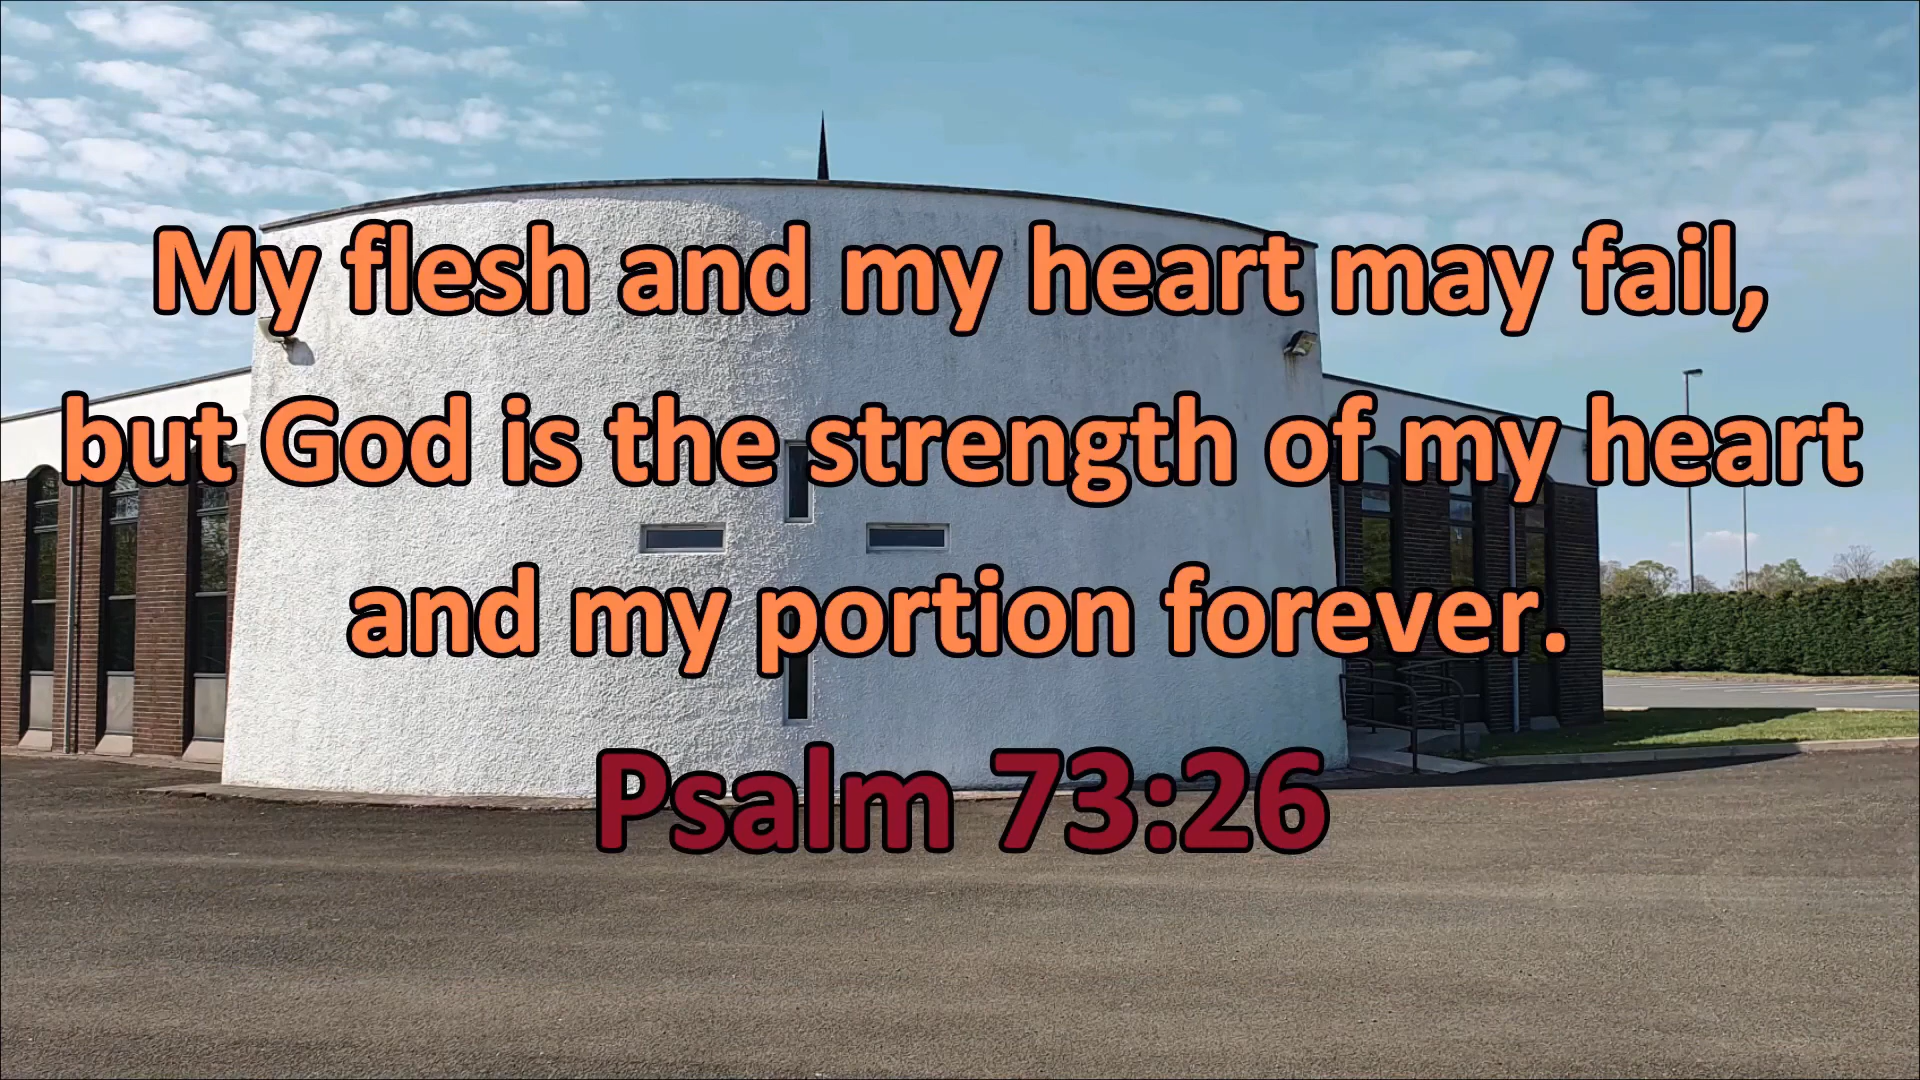 My flesh and my heart may fail,
but God is the strength of my heart
and my portion forever.
Psalm 73:26